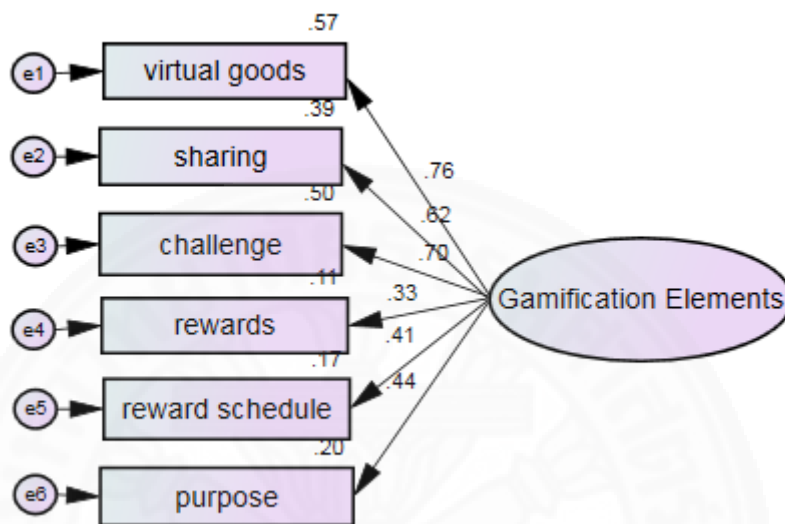 .57
e1
virtual goods
.39
e2
sharing
.76
.50
.62
e3
challenge
.70
.11
.33
Gamification Elements
e4
rewards
.41
.17
.44
e5
reward schedule
.20
e6
purpose